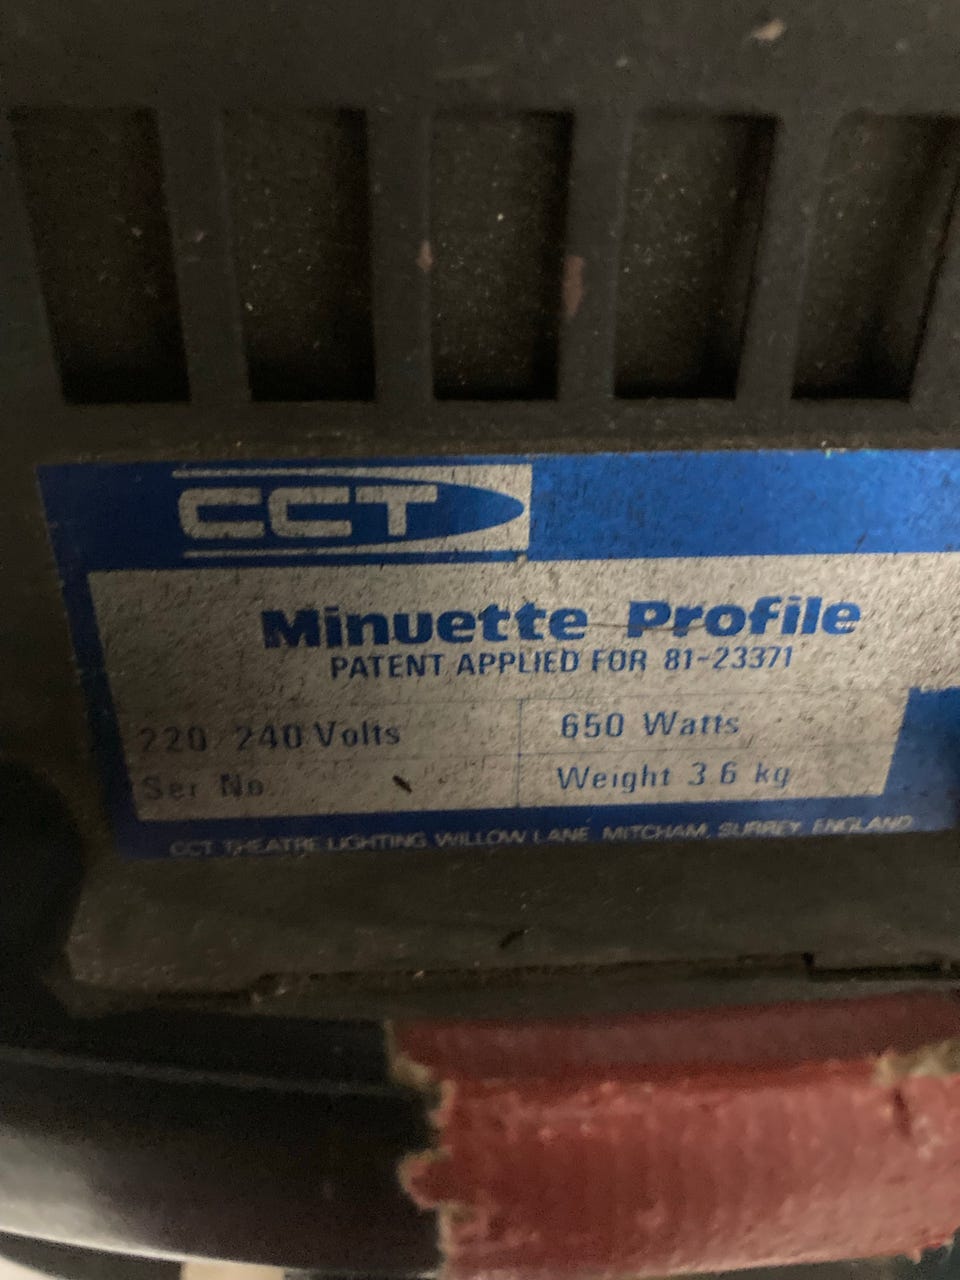 CCT
Minuette Profile
PATENT APPLIED FOR 81-23371
220/240 Volts 650 Watts
Ser No. Weight 3.6 kg
CCT THEATRE LIGHTING WILLOW LANE MITCHAM, SURREY ENGLAND